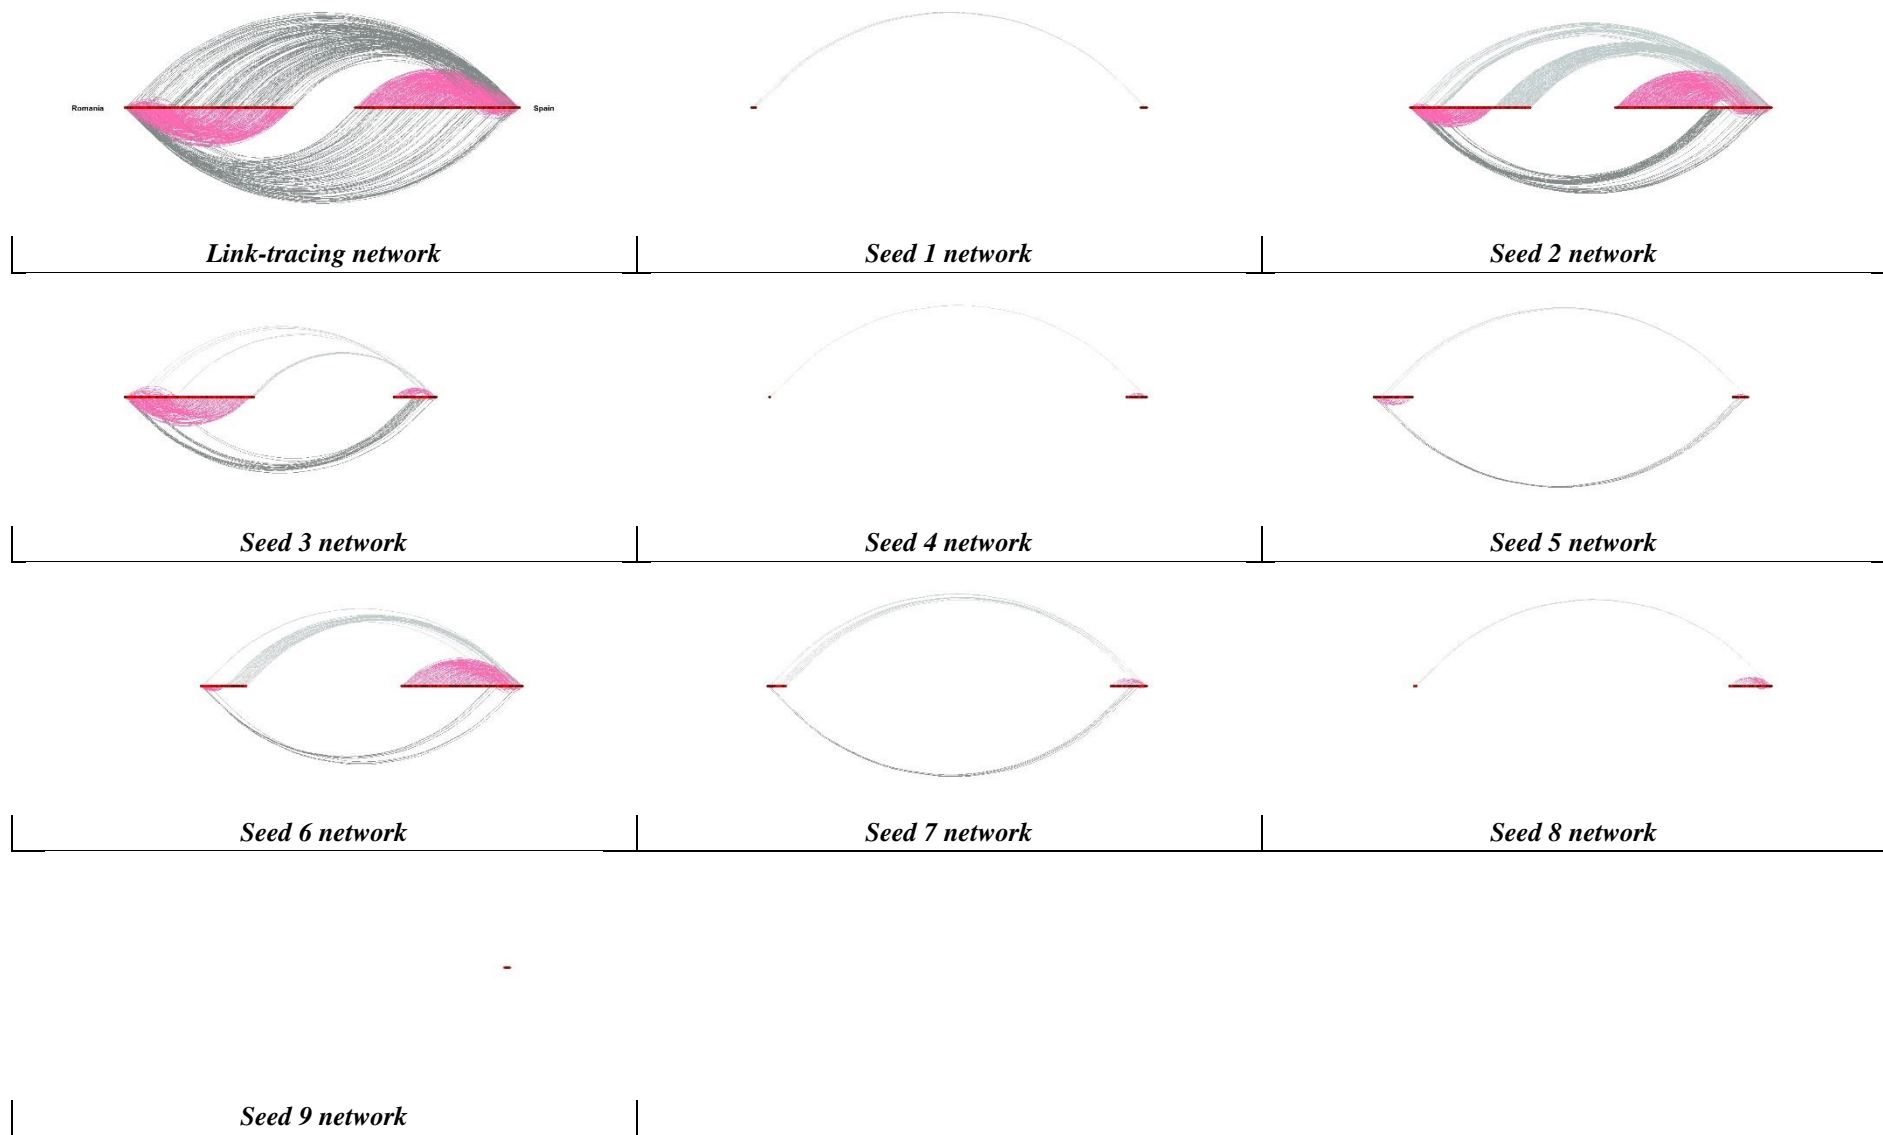 Romania
Spain
Link-tracing network
Seed 1 network
Seed 2 network
Seed 3 network
Seed 4 network
Seed 5 network
Seed 6 network
Seed 7 network
Seed 8 network
Seed 9 network